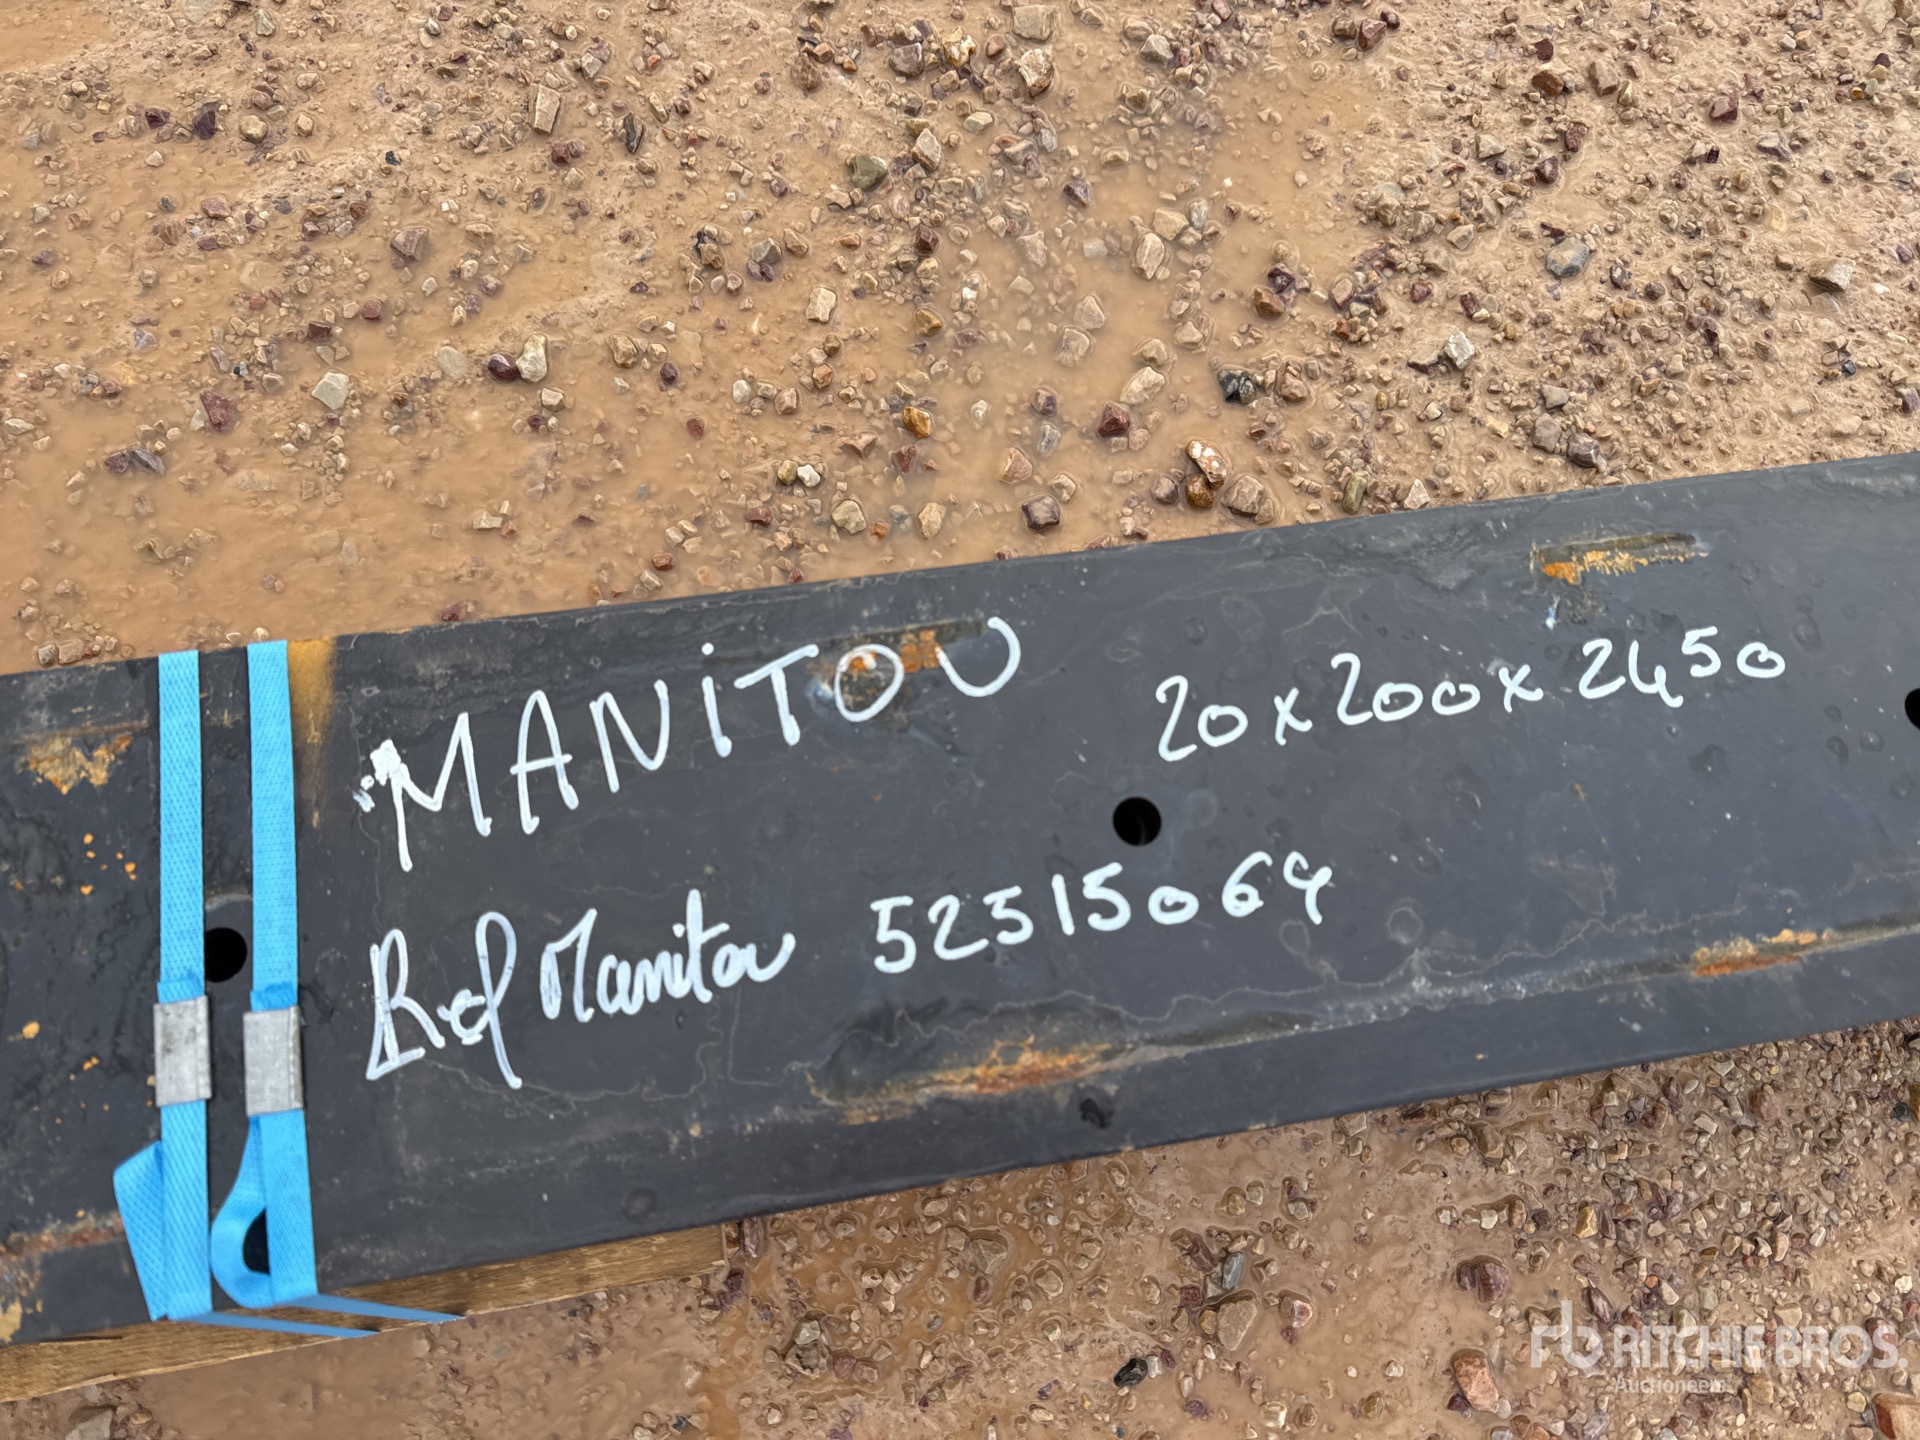 MANiTOU 20x200x2450
Ref Manitou 52515064
RITCHIE BROS.
Auctioneers